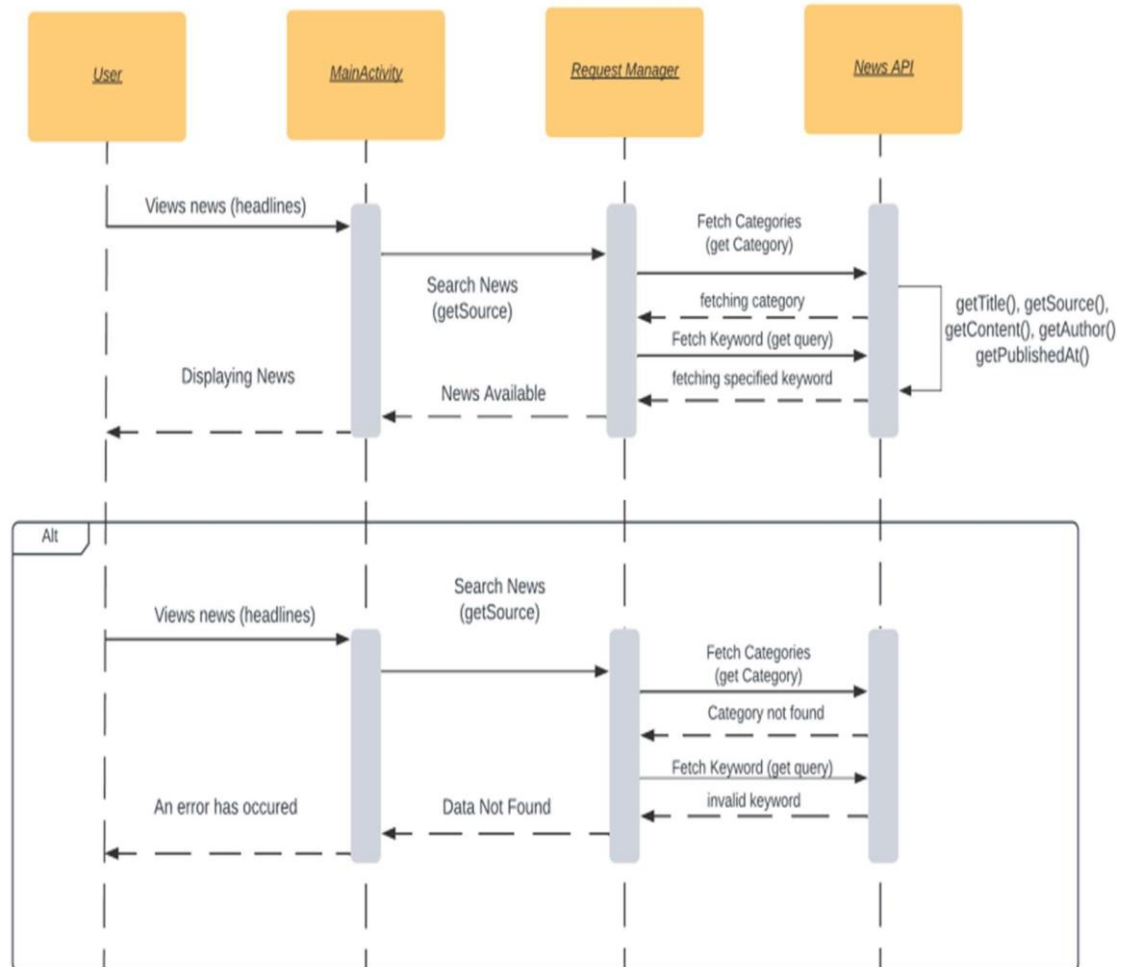 User
MainActivity
Request Manager
News API
Views news (headlines)
Fetch Categories
(get Category)
Search News
(getSource)
fetching category
getTitle(), getSource(),
getContent(), getAuthor()
getPublishedAt()
Fetch Keyword (get query)
Displaying News
fetching specified keyword
News Available
Alt
Search News
(getSource)
Views news (headlines)
Fetch Categories
(get Category)
Category not found
Fetch Keyword (get query)
An error has occured
Data Not Found
invalid keyword